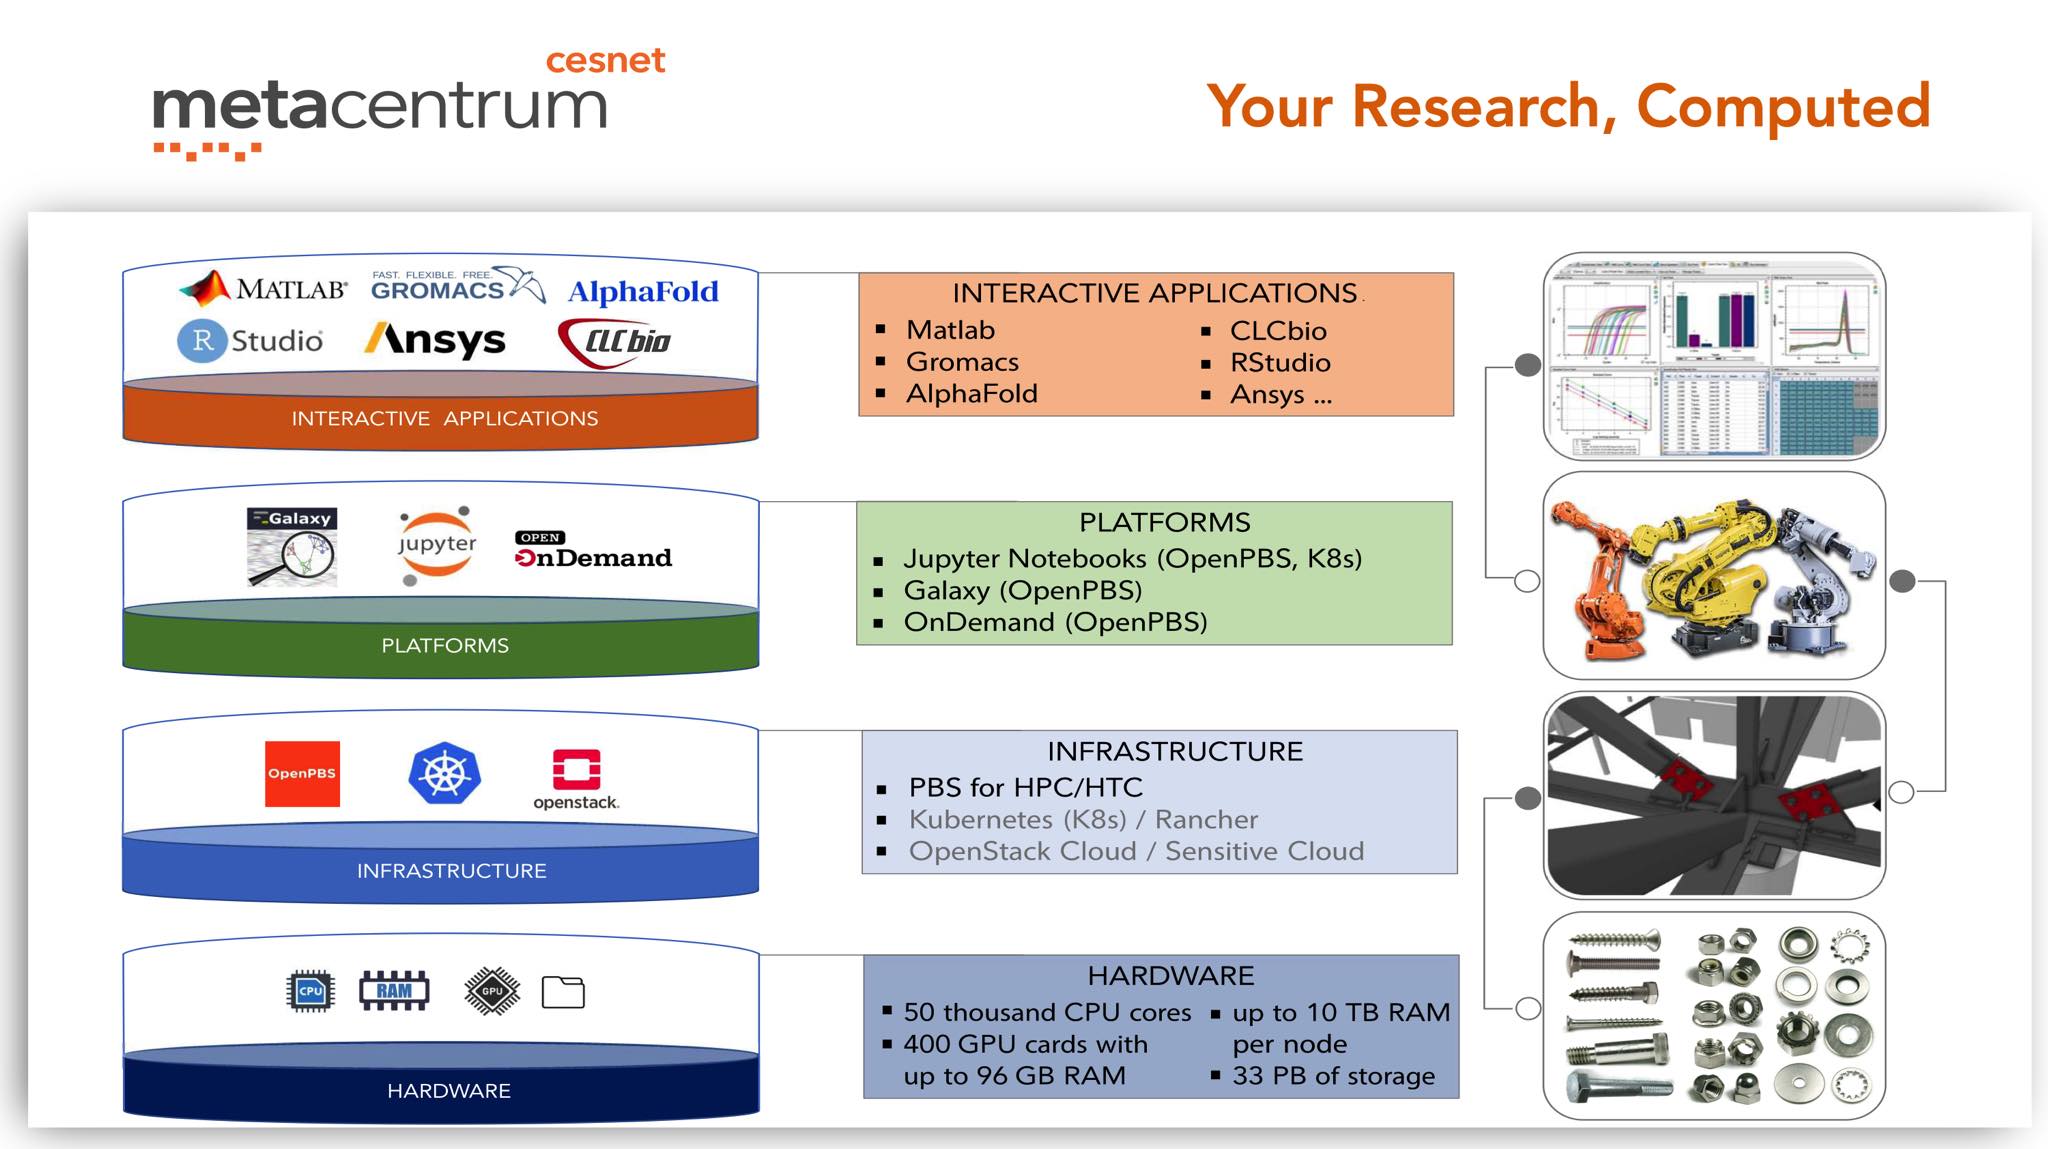 cesnet
metacentrum
Your Research, Computed
MATLAB®
FAST. FLEXIBLE. FREE.
GROMACS
AlphaFold
R Studio®
Ansys
CLC bio
INTERACTIVE APPLICATIONS
INTERACTIVE APPLICATIONS
▪ Matlab
▪ Gromacs
▪ AlphaFold
▪ CLCbio
▪ RStudio
▪ Ansys ...
Galaxy
jupyter
OPEN
OnDemand
PLATFORMS
PLATFORMS
▪ Jupyter Notebooks (OpenPBS, K8s)
▪ Galaxy (OpenPBS)
▪ OnDemand (OpenPBS)
OpenPBS
openstack.
INFRASTRUCTURE
INFRASTRUCTURE
▪ PBS for HPC/HTC
▪ Kubernetes (K8s) / Rancher
▪ OpenStack Cloud / Sensitive Cloud
CPU
RAM
GPU
HARDWARE
HARDWARE
▪ 50 thousand CPU cores
▪ 400 GPU cards with
up to 96 GB RAM
▪ up to 10 TB RAM
per node
▪ 33 PB of storage